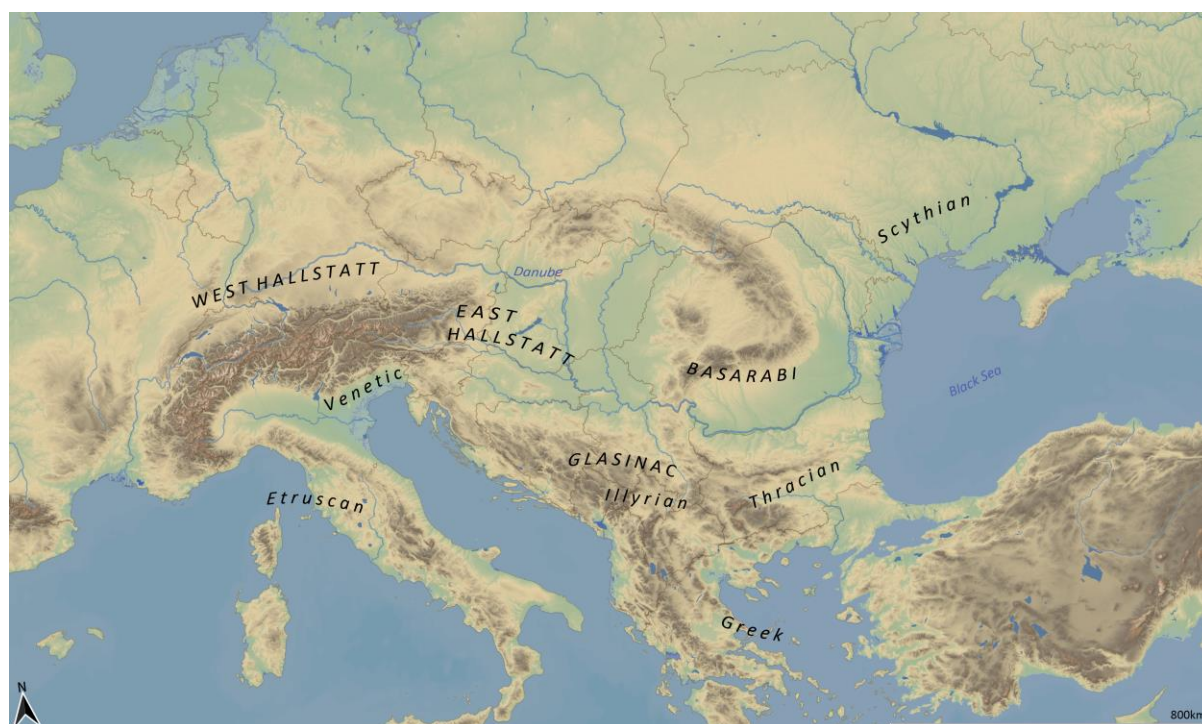 Scythian
WEST HALLSTATT
Danube
EAST
HALLSTATT
BASARABI
Venetic
Black Sea
GLASINAC
Illyrian
Thracian
Etruscan
Greek
N
800km